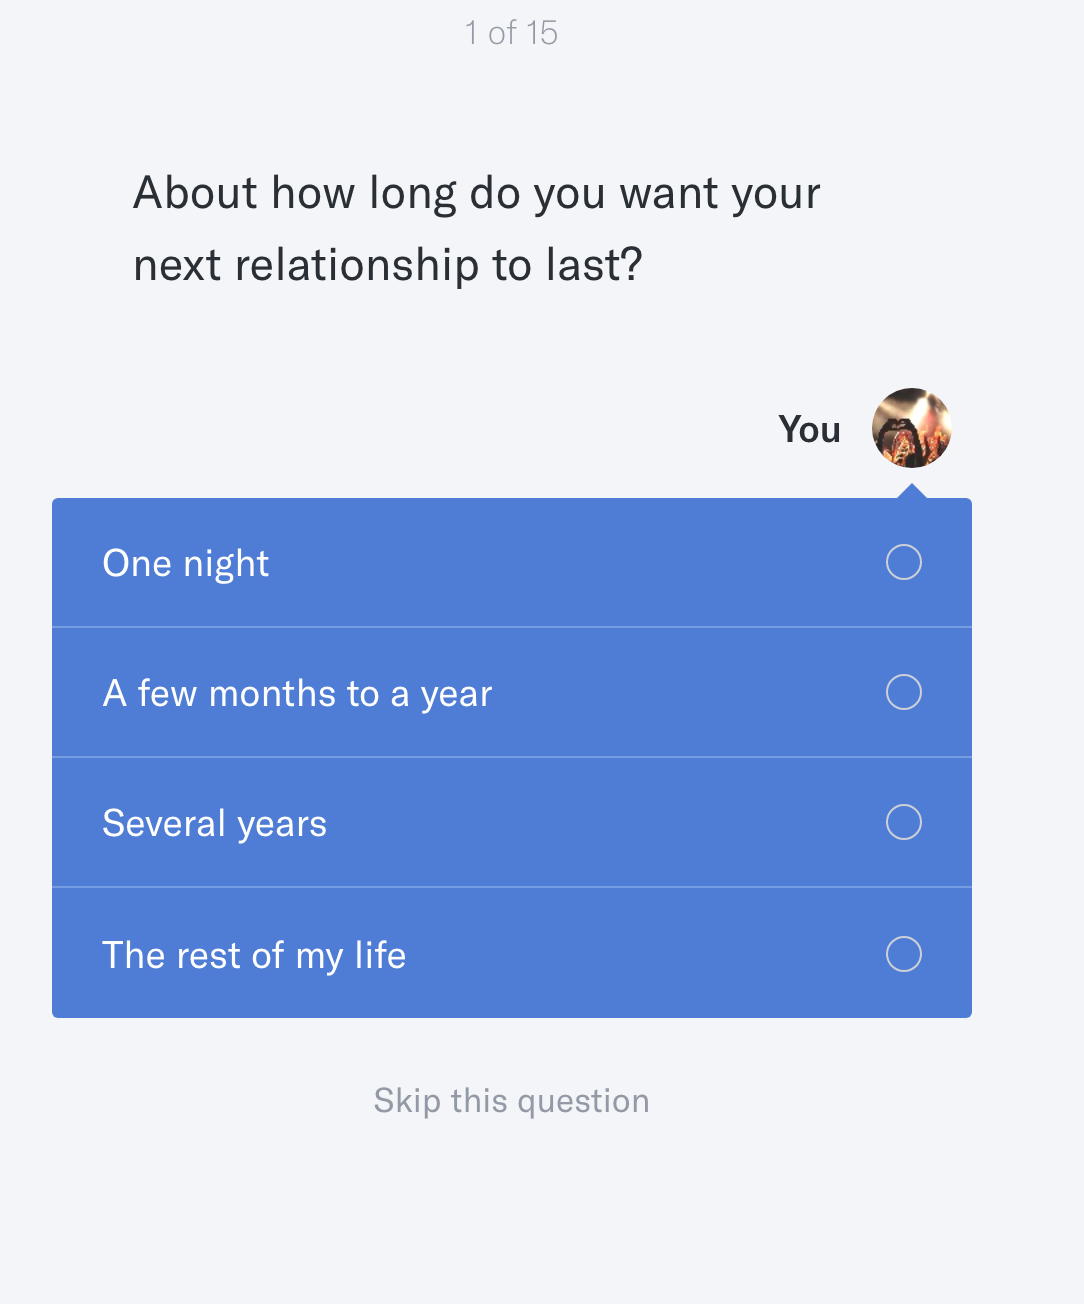 1 of 15
About how long do you want your
next relationship to last?
You
One night
A few months to a year
Several years
The rest of my life
Skip this question